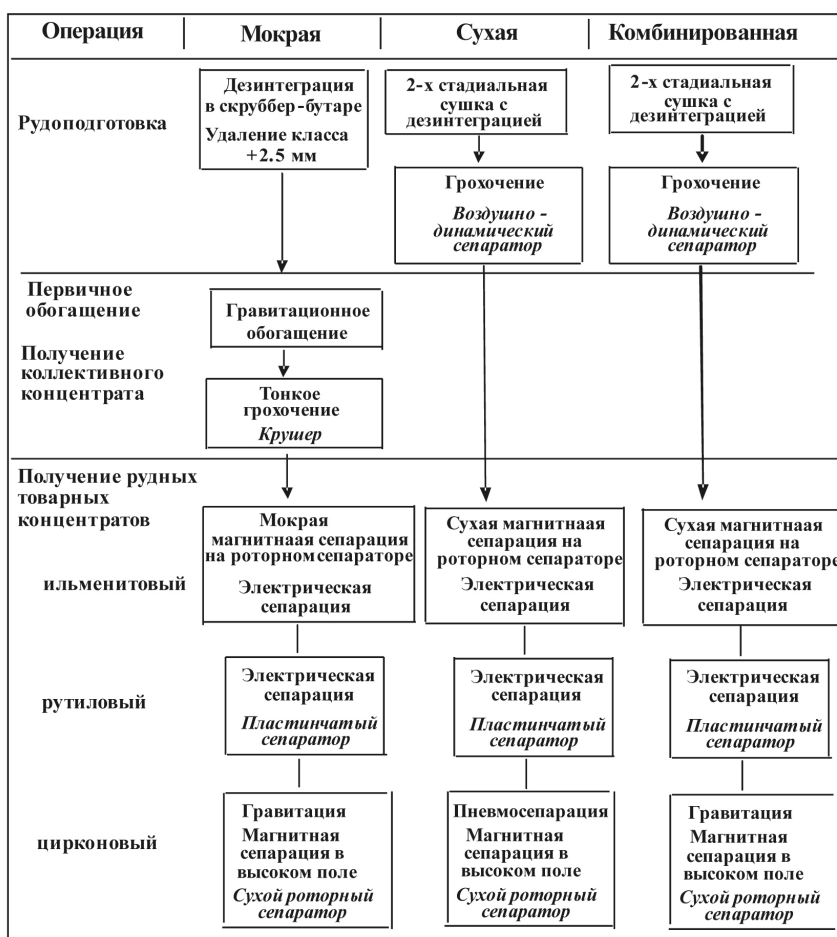 Операция
Мокрая
Сухая
Комбинированная
Рудоподготовка
Дезинтеграция
в скруббер-бутаре
Удаление класса
+2.5 мм
2-х стадиальная
сушка с
дезинтеграцией
2-х стадиальная
сушка с
дезинтеграцией
Грохочение
Воздушно -
динамический
сепаратор
Грохочение
Воздушно -
динамический
сепаратор
Первичное
обогащение
Получение
коллективного
концентрата
Гравитационное
обогащение
Тонкое
грохочение
Крушер
Получение рудных
товарных
концентратов
ильменитовый
Мокрая
магнитнаая сепарация
на роторном сепараторе
Электрическая
сепарация
Сухая магнитнаая
сепарация на
роторном сепараторе
Электрическая
сепарация
Сухая магнитнаая
сепарация на
роторном сепараторе
Электрическая
сепарация
рутиловый
Электрическая
сепарация
Пластинчатый
сепаратор
Электрическая
сепарация
Пластинчатый
сепаратор
Электрическая
сепарация
Пластинчатый
сепаратор
цирконовый
Гравитация
Магнитная
сепарация в
высоком поле
Сухой роторный
сепаратор
Пневмосепарация
Магнитная
сепарация в
высоком поле
Сухой роторный
сепаратор
Гравитация
Магнитная
сепарация в
высоком поле
Сухой роторный
сепаратор